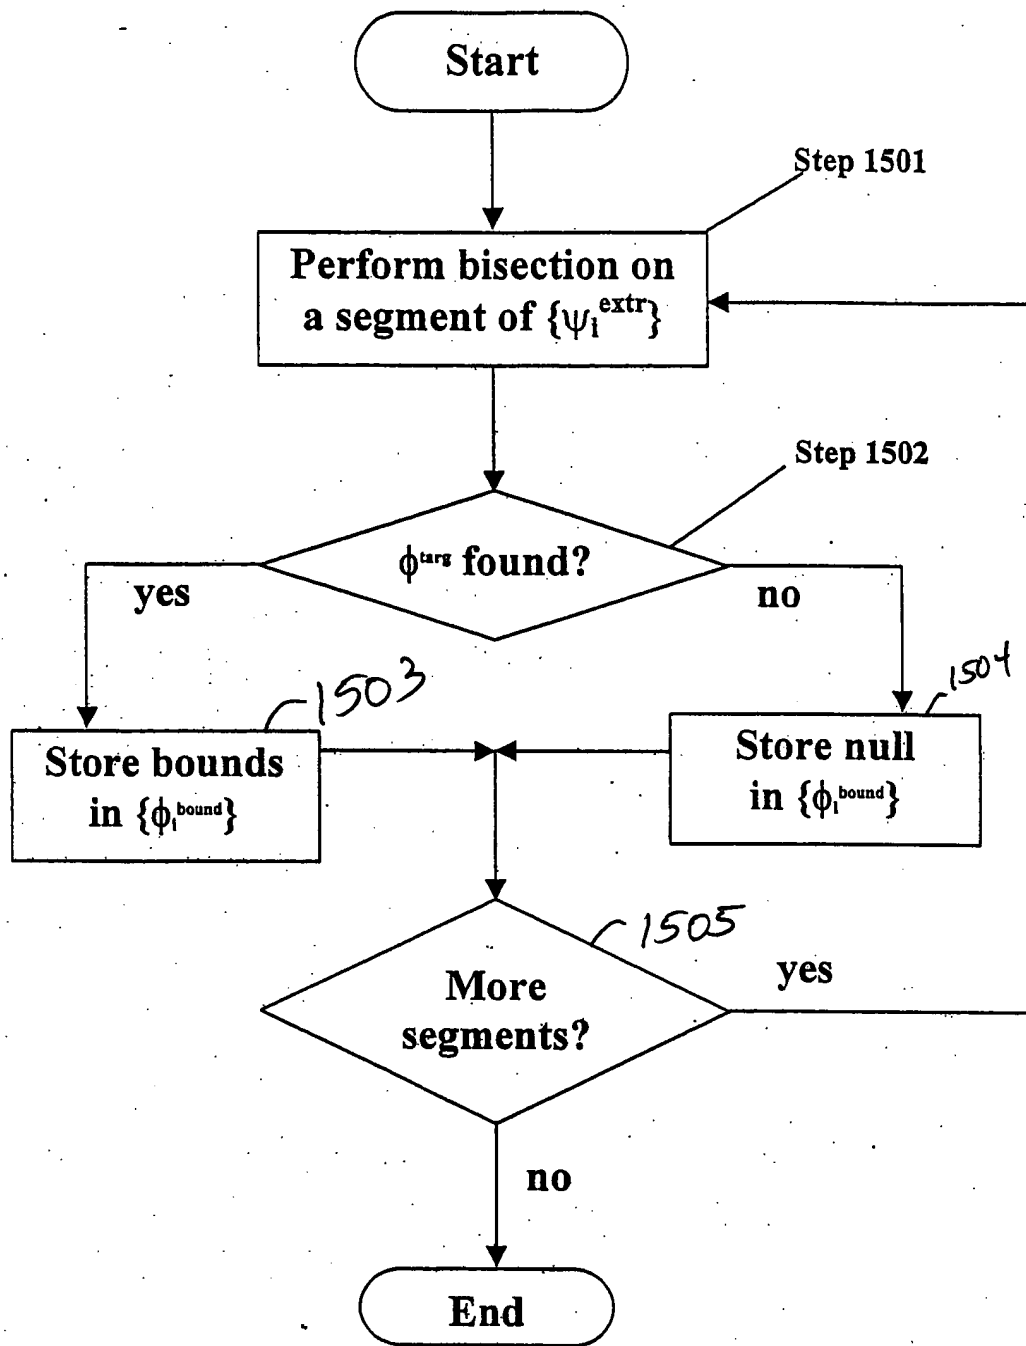 Start
Step 1501
Perform bisection on
a segment of {ψᵢᵉˣᵗʳ}
Step 1502
ϕᵗᵃʳᵍ found?
yes
no
1503
1504
Store bounds
in {ϕᵢᵇᵒᵘⁿᵈ}
Store null
in {ϕᵢᵇᵒᵘⁿᵈ}
1505
More
segments?
yes
no
End